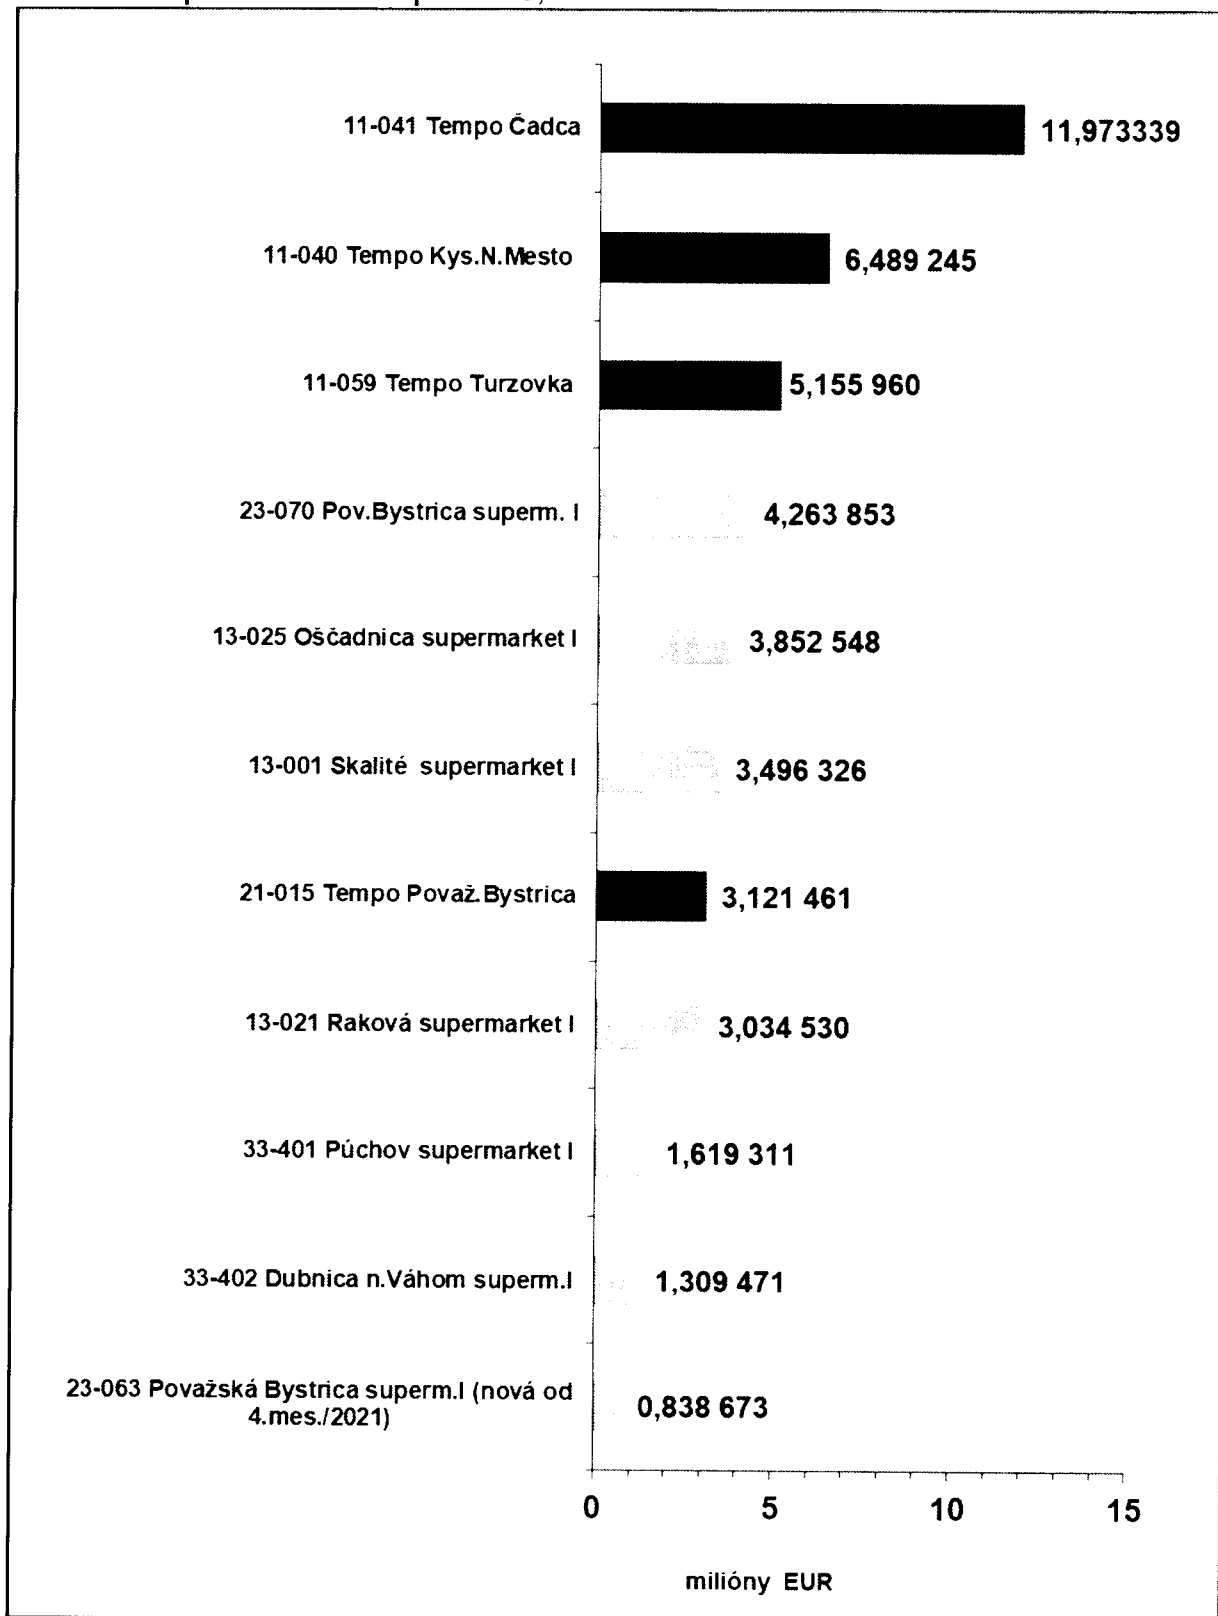 11-041 Tempo Čadca 11,973339
11-040 Tempo Kys.N.Mesto 6,489 245
11-059 Tempo Turzovka 5,155 960
23-070 Pov.Bystrica superm. I 4,263 853
13-025 Oščadnica supermarket I 3,852 548
13-001 Skalité supermarket I 3,496 326
21-015 Tempo Považ.Bystrica 3,121 461
13-021 Raková supermarket I 3,034 530
33-401 Púchov supermarket I 1,619 311
33-402 Dubnica n.Váhom superm.I 1,309 471
23-063 Považská Bystrica superm.I (nová od
4.mes./2021) 0,838 673
0 5 10 15
milióny EUR